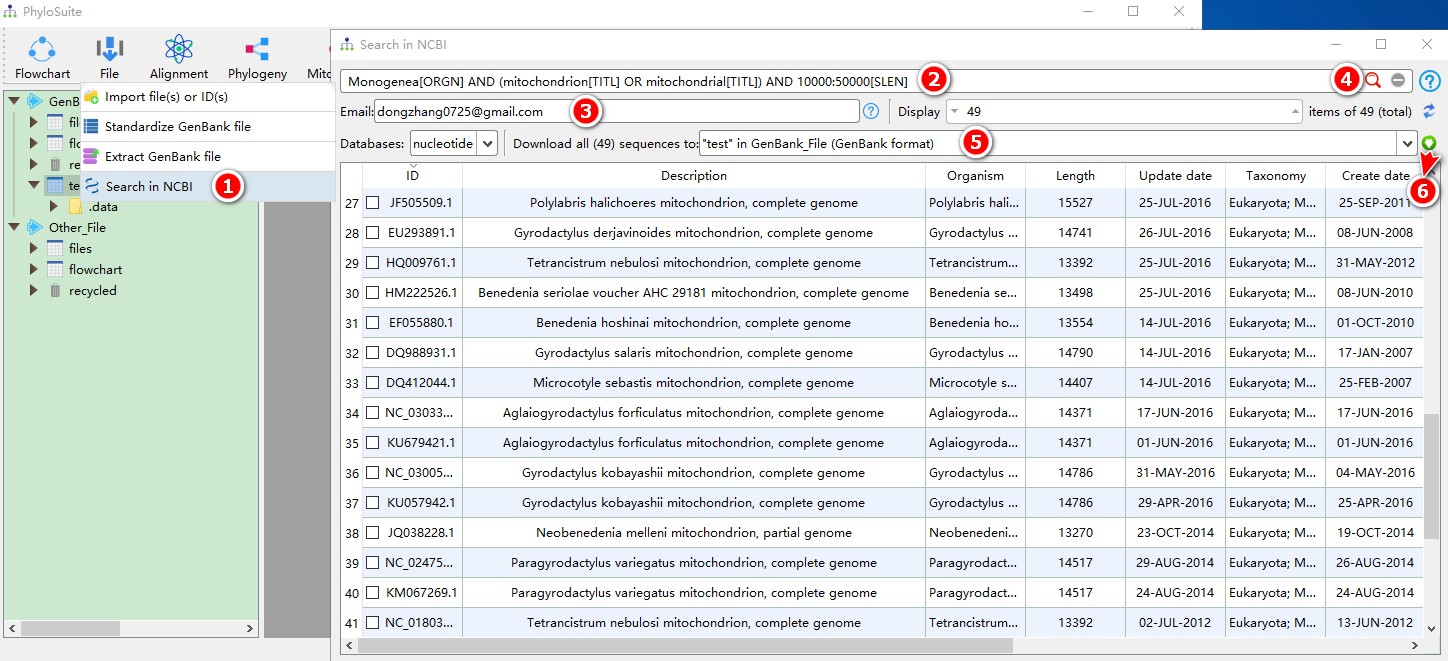 PhyloSuite
Flowchart File Alignment Phylogeny
Import file(s) or ID(s)
Standardize GenBank file
Extract GenBank file
Search in NCBI 1
.data
Other_File
files
flowchart
recycled
Search in NCBI
Monogenea[ORGN] AND (mitochondrion[TITL] OR mitochondrial[TITL]) AND 10000:50000[SLEN] 2 4
Email: dongzhang0725@gmail.com 3 Display 49 items of 49 (total)
Databases: nucleotide Download all (49) sequences to: "test" in GenBank_File (GenBank format) 5
6
ID Description Organism Length Update date Taxonomy Create date
27 JF505509.1 Polylabris halichoeres mitochondrion, complete genome Polylabris hali... 15527 25-JUL-2016 Eukaryota; M... 25-SEP-2011
28 EU293891.1 Gyrodactylus derjavinoides mitochondrion, complete genome Gyrodactylus ... 14741 26-JUL-2016 Eukaryota; M... 08-JUN-2008
29 HQ009761.1 Tetrancistrum nebulosi mitochondrion, complete genome Tetrancistrum... 13392 25-JUL-2016 Eukaryota; M... 31-MAY-2012
30 HM222526.1 Benedenia seriolae voucher AHC 29181 mitochondrion, complete genome Benedenia se... 13498 25-JUL-2016 Eukaryota; M... 08-JUN-2010
31 EF055880.1 Benedenia hoshinai mitochondrion, complete genome Benedenia ho... 13554 14-JUL-2016 Eukaryota; M... 01-OCT-2010
32 DQ988931.1 Gyrodactylus salaris mitochondrion, complete genome Gyrodactylus ... 14790 14-JUL-2016 Eukaryota; M... 17-JAN-2007
33 DQ412044.1 Microcotyle sebastis mitochondrion, complete genome Microcotyle s... 14407 14-JUL-2016 Eukaryota; M... 25-FEB-2007
34 NC_03033... Aglaiogyrodactylus forficulatus mitochondrion, complete genome Aglaiogyroda... 14371 17-JUN-2016 Eukaryota; M... 17-JUN-2016
35 KU679421.1 Aglaiogyrodactylus forficulatus mitochondrion, complete genome Aglaiogyroda... 14371 01-JUN-2016 Eukaryota; M... 01-JUN-2016
36 NC_03005... Gyrodactylus kobayashii mitochondrion, complete genome Gyrodactylus ... 14786 31-MAY-2016 Eukaryota; M... 04-MAY-2016
37 KU057942.1 Gyrodactylus kobayashii mitochondrion, complete genome Gyrodactylus ... 14786 29-APR-2016 Eukaryota; M... 25-APR-2016
38 JQ038228.1 Neobenedenia melleni mitochondrion, partial genome Neobenedeni... 13270 23-OCT-2014 Eukaryota; M... 19-OCT-2014
39 NC_02475... Paragyrodactylus variegatus mitochondrion, complete genome Paragyrodact... 14517 29-AUG-2014 Eukaryota; M... 26-AUG-2014
40 KM067269.1 Paragyrodactylus variegatus mitochondrion, complete genome Paragyrodact... 14517 24-AUG-2014 Eukaryota; M... 24-AUG-2014
41 NC_01803... Tetrancistrum nebulosi mitochondrion, complete genome Tetrancistrum... 13392 02-JUL-2012 Eukaryota; M... 13-JUN-2012